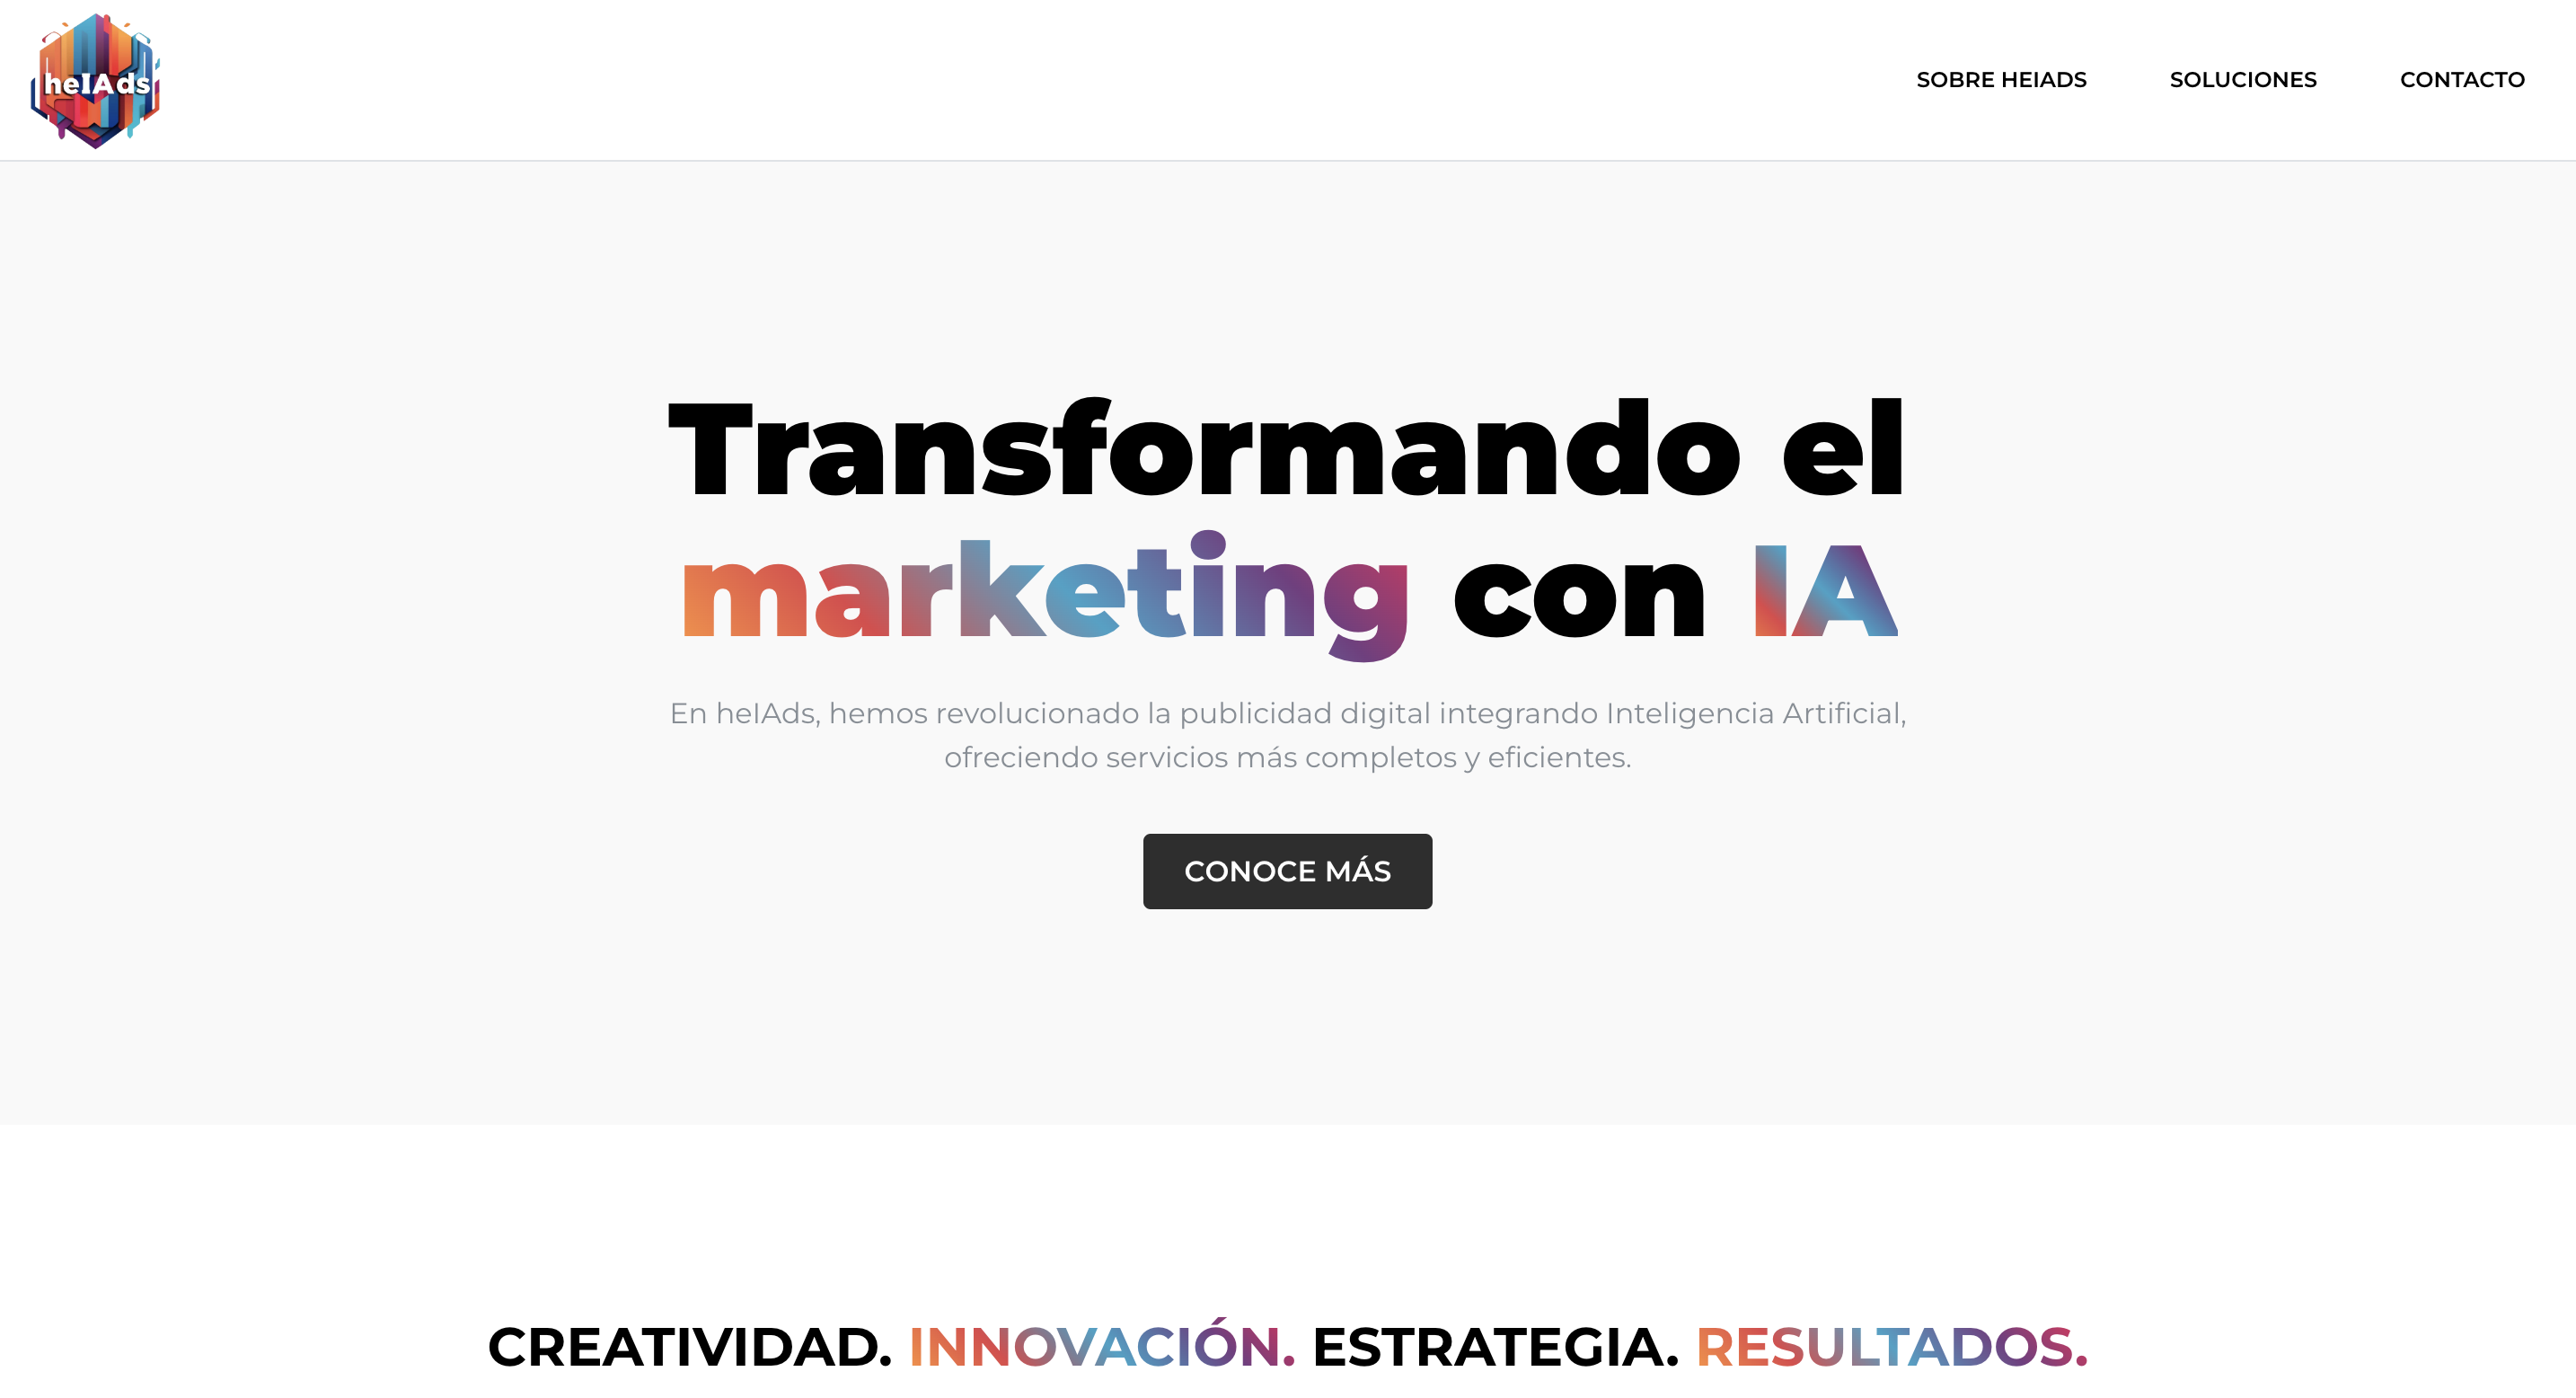 heIAds
SOBRE HEIADS
SOLUCIONES
CONTACTO
Transformando el
marketing con IA
En heIAds, hemos revolucionado la publicidad digital integrando Inteligencia Artificial,
ofreciendo servicios más completos y eficientes.
CONOCE MÁS
CREATIVIDAD. INNOVACIÓN. ESTRATEGIA. RESULTADOS.